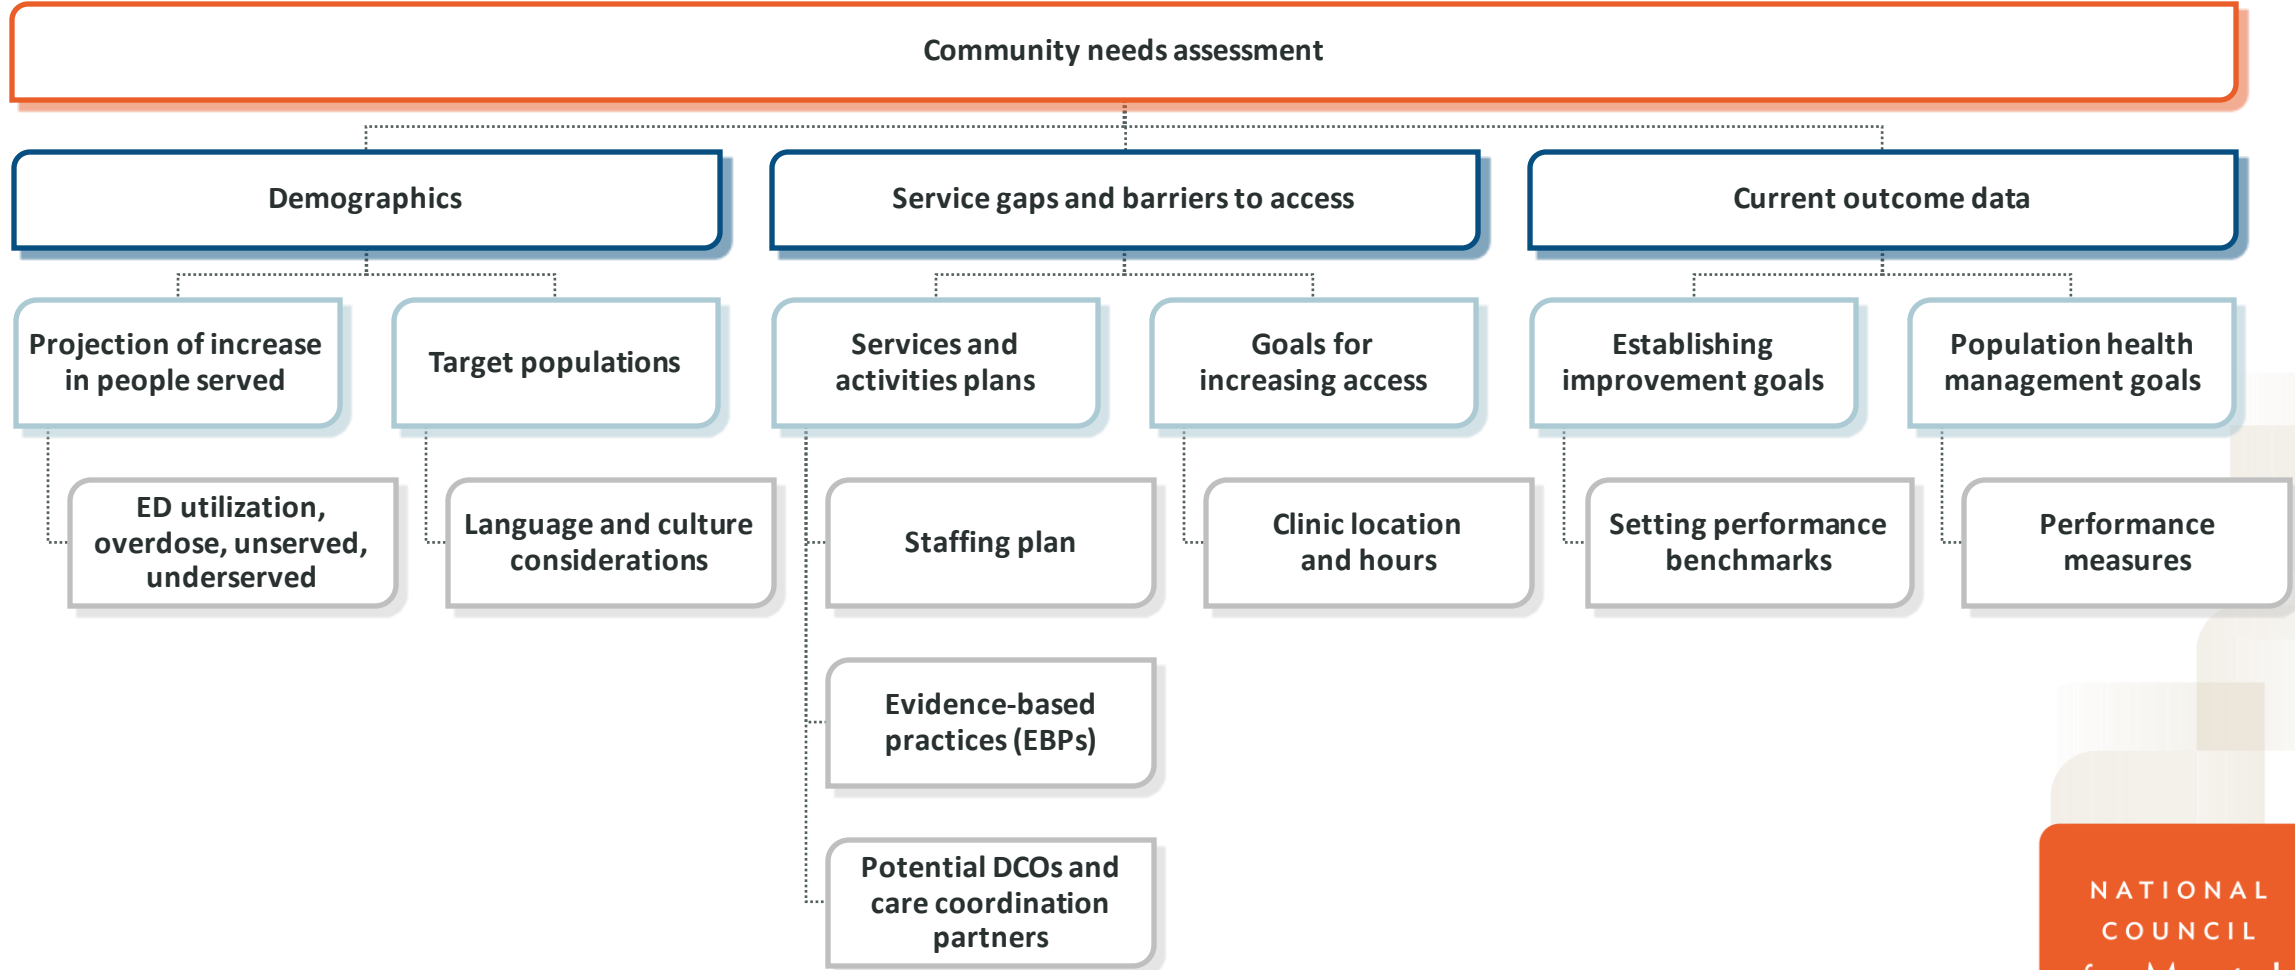 Community needs assessment
Demographics
Service gaps and barriers to access
Current outcome data
Projection of increase
in people served
Target populations
Services and
activities plans
Goals for
increasing access
Establishing
improvement goals
Population health
management goals
ED utilization,
overdose, unserved,
underserved
Language and culture
considerations
Staffing plan
Clinic location
and hours
Setting performance
benchmarks
Performance
measures
Evidence-based
practices (EBPs)
Potential DCOs and
care coordination
partners
NATIONAL
COUNCIL